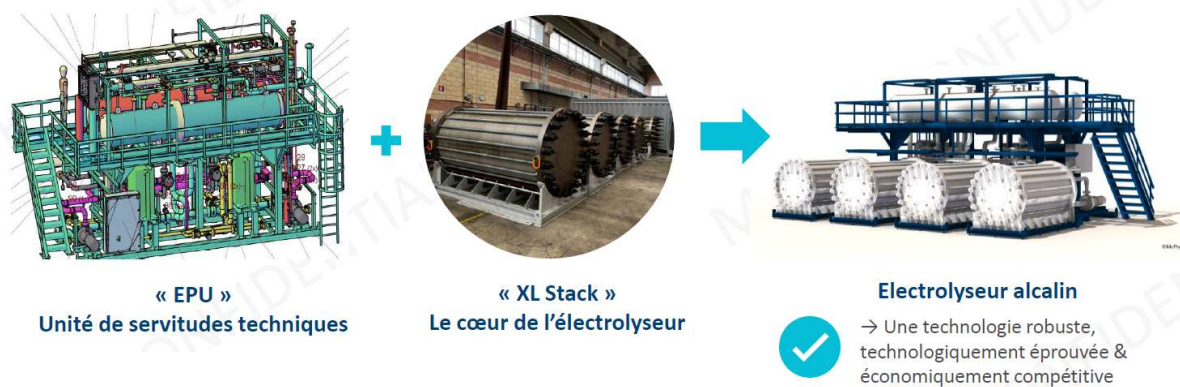 « EPU »
Unité de servitudes techniques
« XL Stack »
Le cœur de l’électrolyseur
Electrolyseur alcalin
→ Une technologie robuste,
technologiquement éprouvée &
économiquement compétitive
CONFIDENTIAL